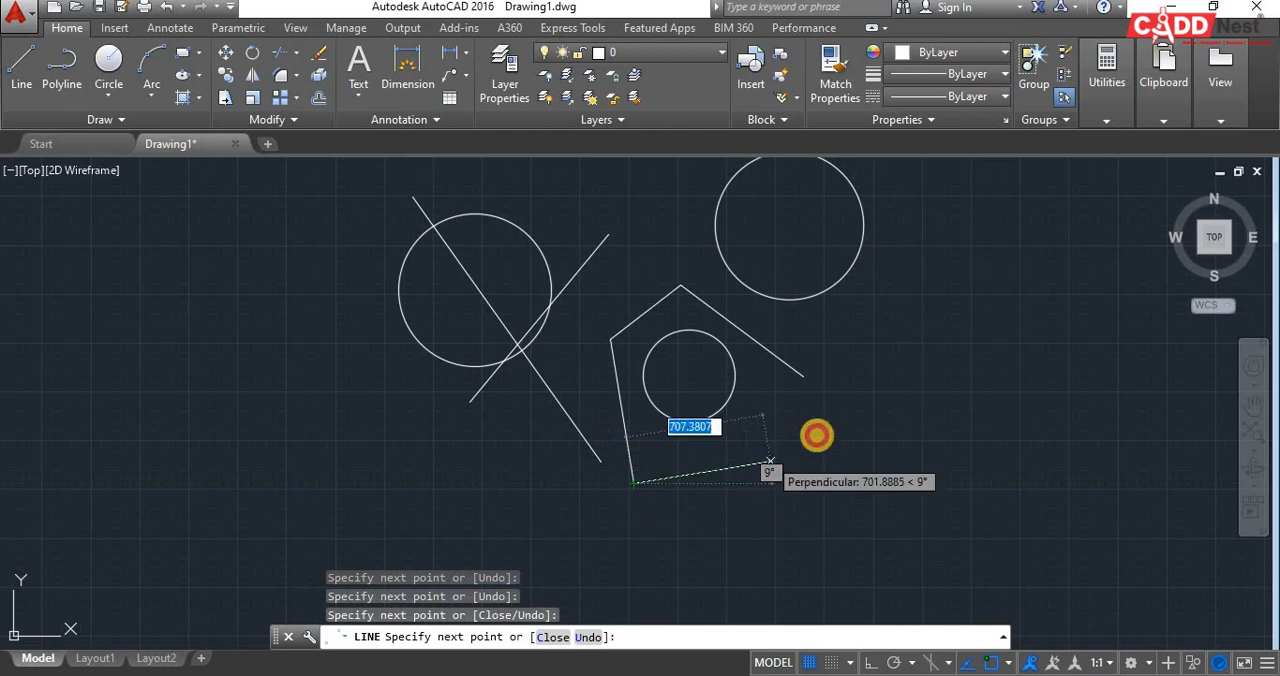 Autodesk AutoCAD 2016 Drawing1.dwg
Type a keyword or phrase
Sign In
CADD
Nest
Home Insert Annotate Parametric View Manage Output Add-ins A360 Express Tools Featured Apps BIM 360 Performance
Line Polyline Circle Arc
Text Dimension
Layer
Properties
0
Insert
Match
Properties
ByLayer
ByLayer
ByLayer
Group
Utilities
Clipboard
View
Draw Modify Annotation Layers Block Properties Groups
Start Drawing1*
[−][Top][2D Wireframe]
N
W TOP E
S
WCS
707.3807
9°
Perpendicular: 701.8885 < 9°
Y
X
Specify next point or [Undo]:
Specify next point or [Undo]:
Specify next point or [Close/Undo]:
LINE Specify next point or [Close Undo]:
Model Layout1 Layout2
MODEL 1:1